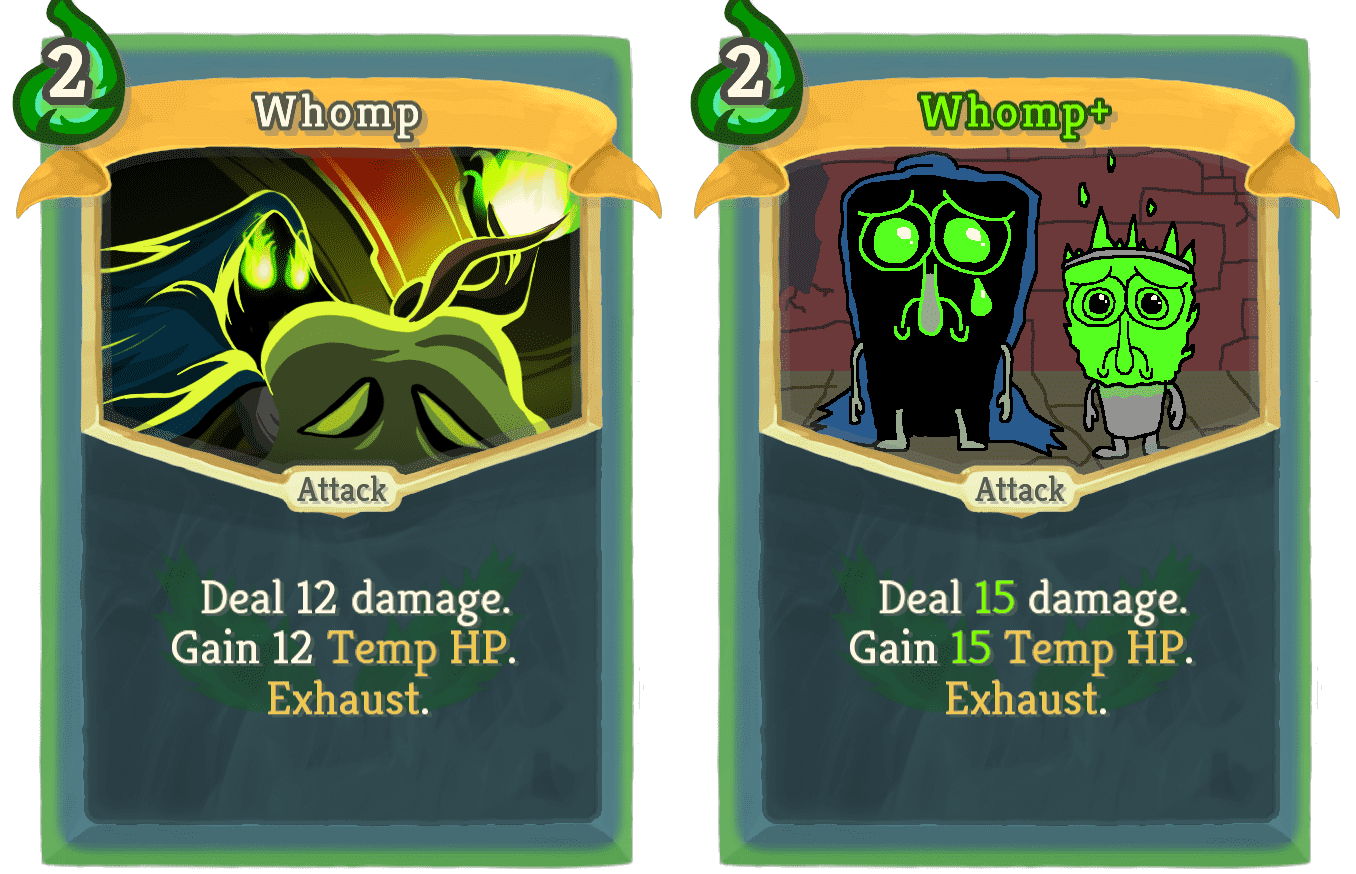 2
Whomp
Attack
Deal 12 damage.
Gain 12 Temp HP.
Exhaust.
2
Whomp+
Attack
Deal 15 damage.
Gain 15 Temp HP.
Exhaust.